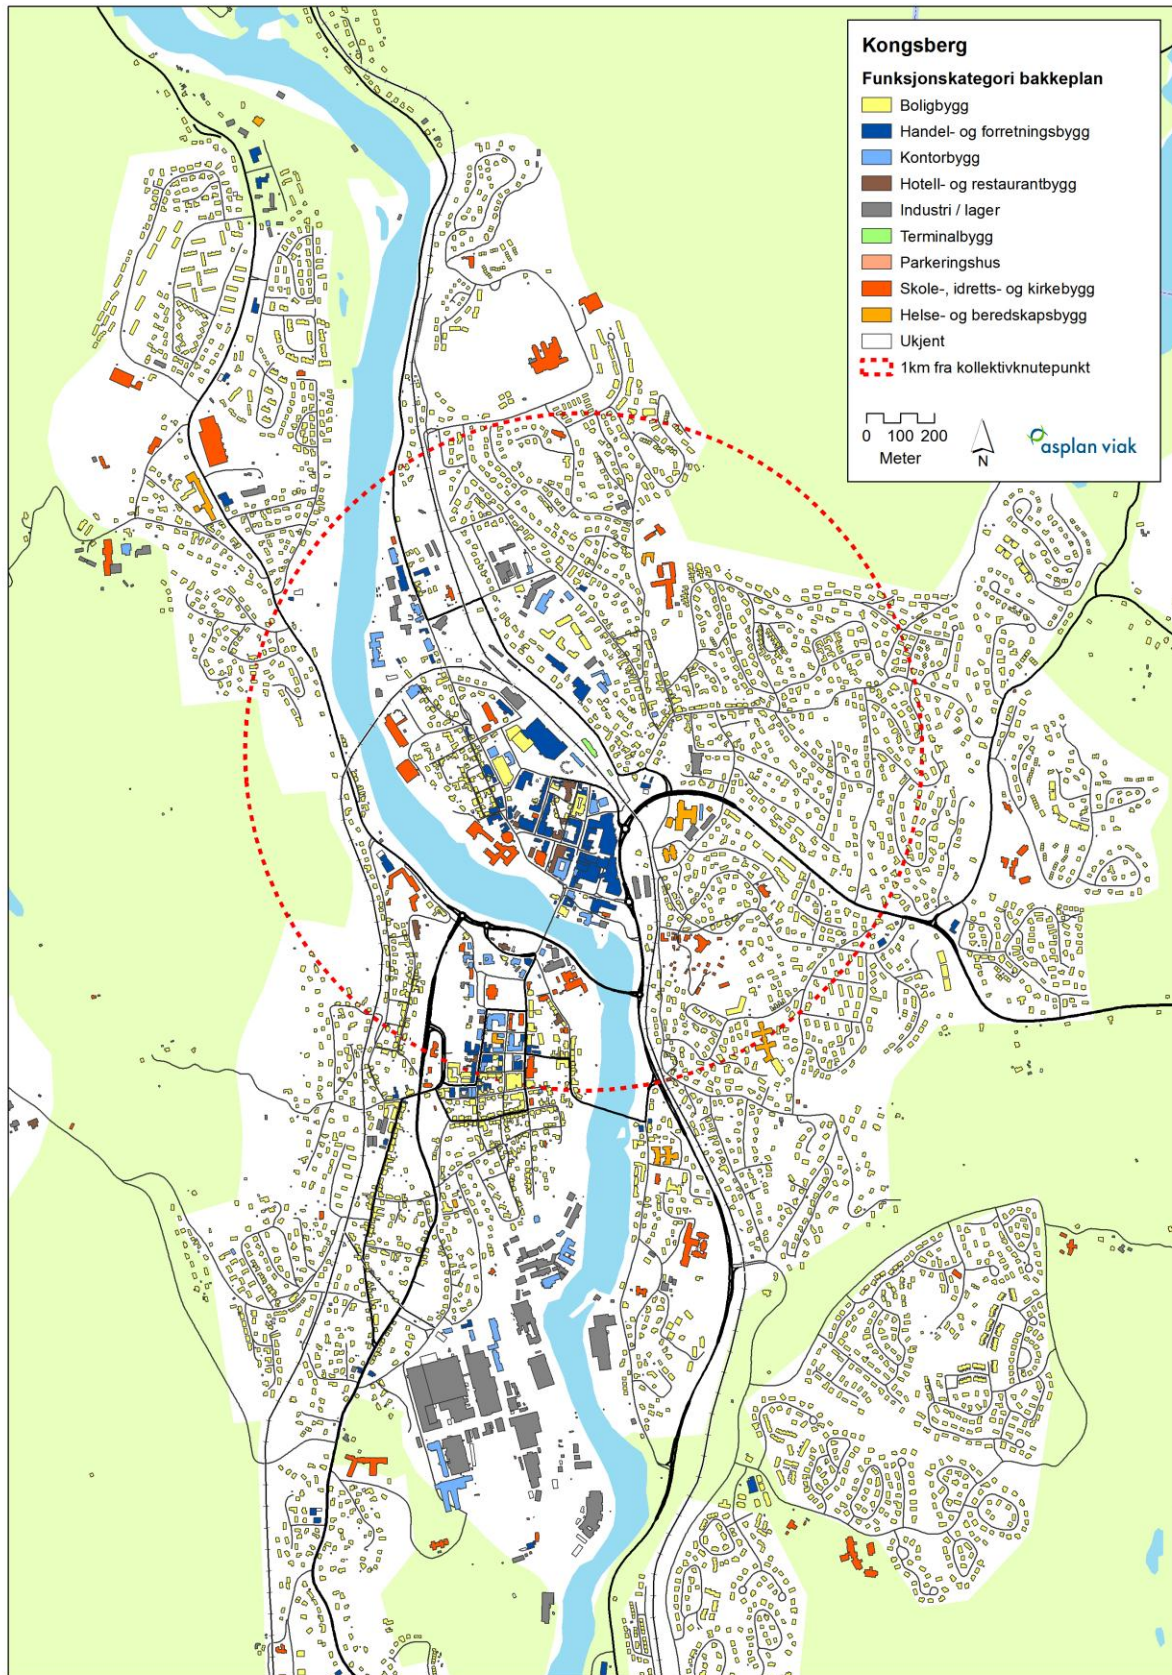 Kongsberg
Funksjonskategori bakkeplan
Boligbygg
Handel- og forretningsbygg
Kontorbygg
Hotell- og restaurantbygg
Industri / lager
Terminalbygg
Parkeringshus
Skole-, idretts- og kirkebygg
Helse- og beredskapsbygg
Ukjent
1km fra kollektivknutepunkt
0 100 200
Meter
N
asplan viak